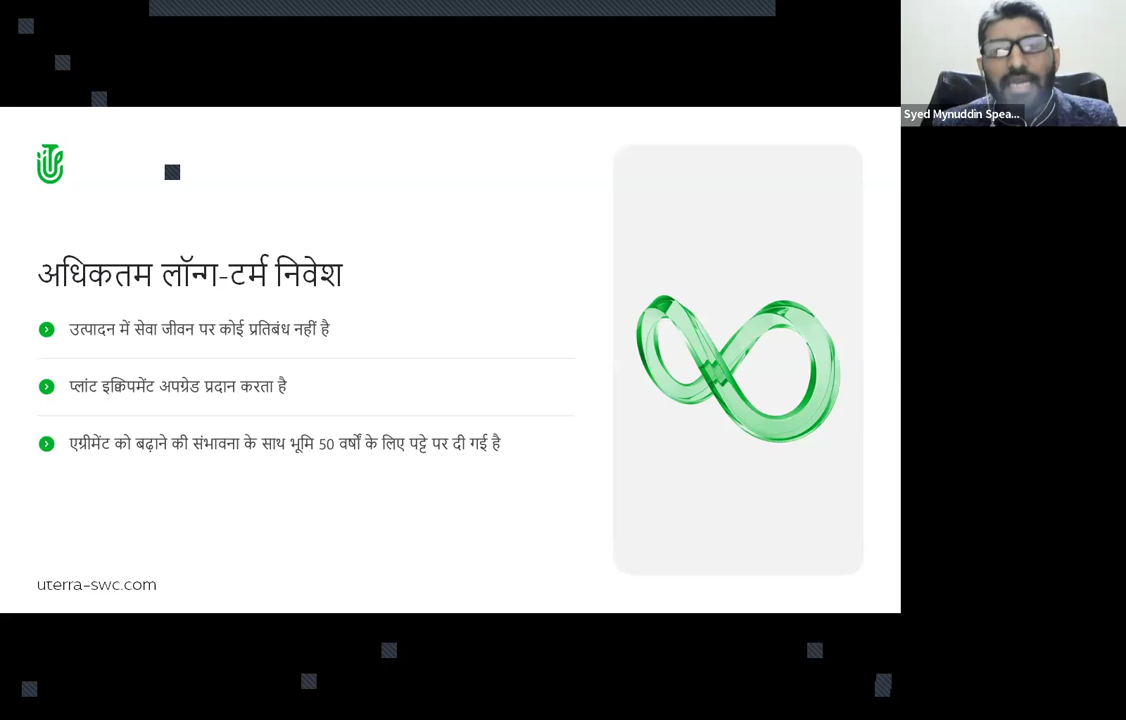 Syed Mynuddin Spea...
अधिकतम लॉन्ग-टर्म निवेश
उत्पादन में सेवा जीवन पर कोई प्रतिबंध नहीं है
प्लांट इक्विपमेंट अपग्रेड प्रदान करता है
एग्रीमेंट को बढ़ाने की संभावना के साथ भूमि 50 वर्षों के लिए पट्टे पर दी गई है
uterra-swc.com